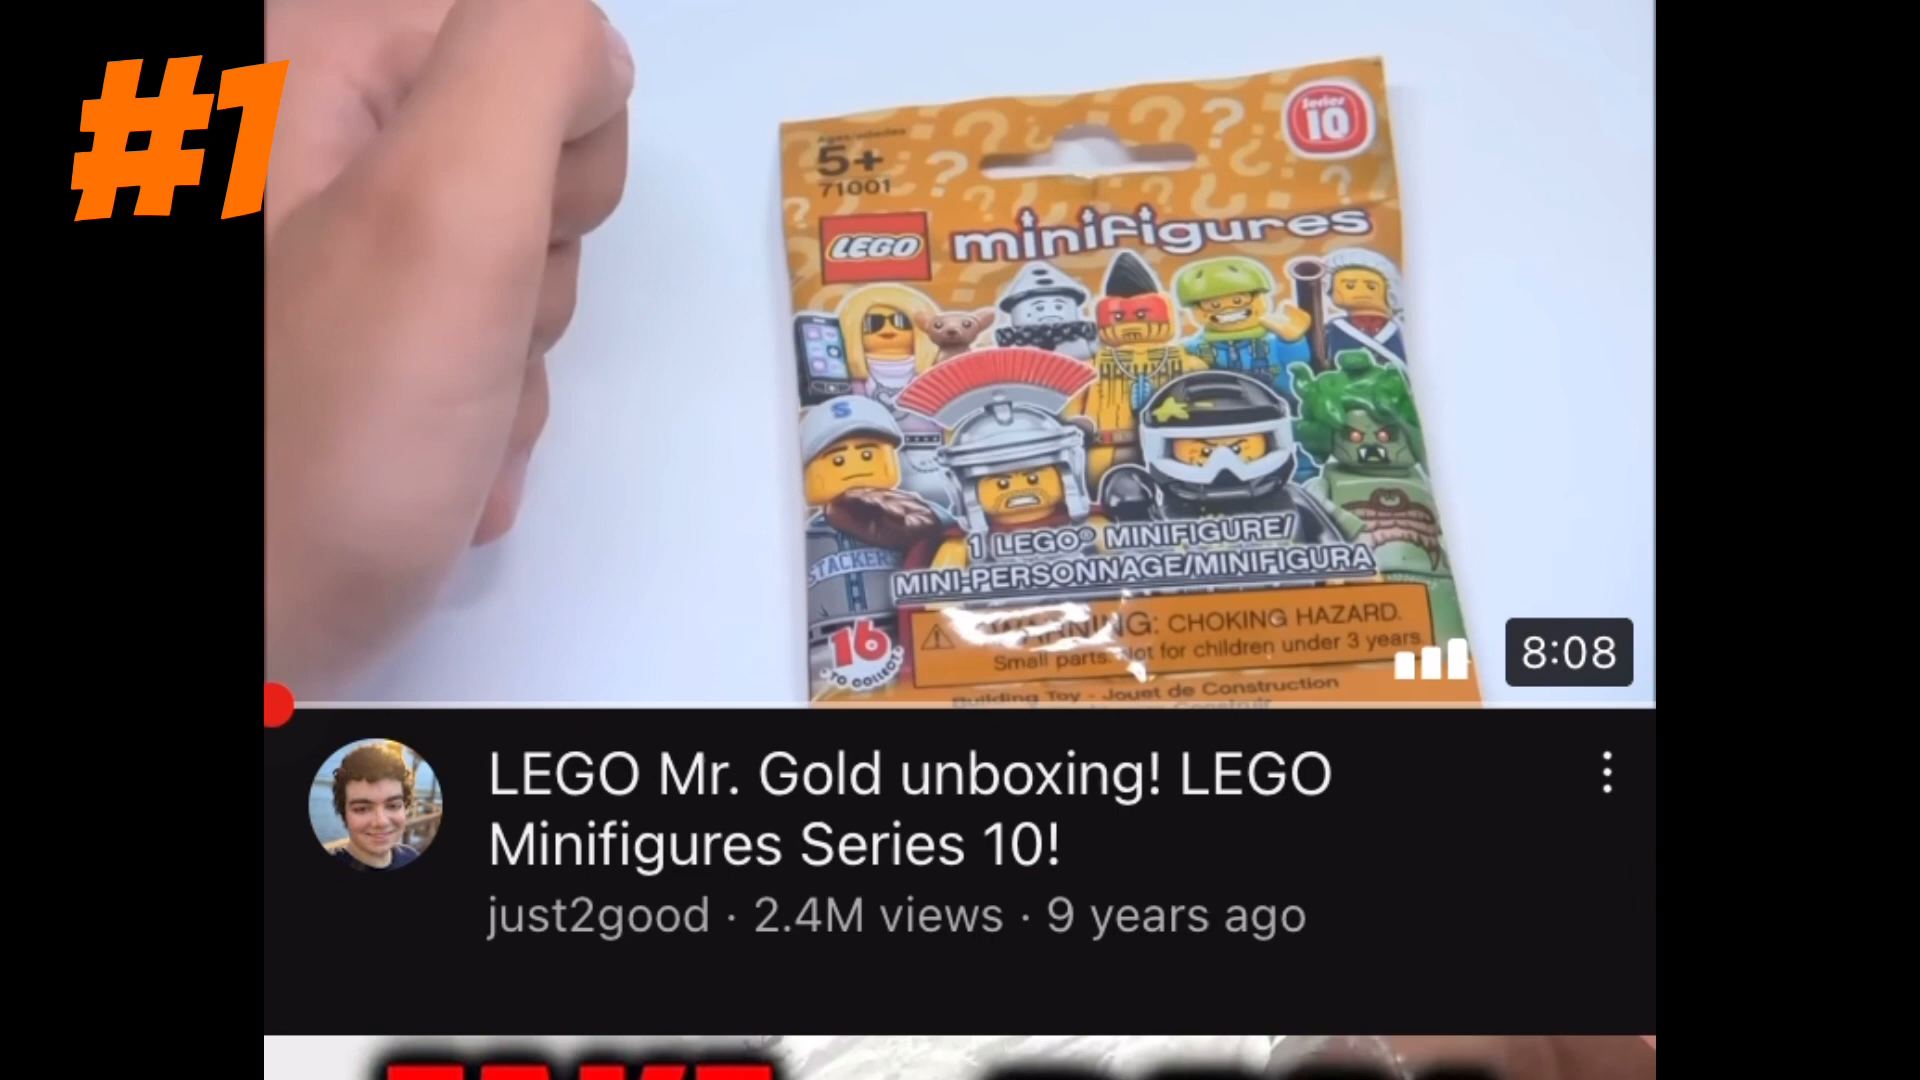 #1
Series
10
5+
71001
LEGO
minifigures
S
STACKERS
1 LEGO® MINIFIGURE/
MINI-PERSONNAGE/MINIFIGURA
WARNING: CHOKING HAZARD.
Small parts. Not for children under 3 years.
16
TO COLLECT
Building Toy - Jouet de Construction
8:08
LEGO Mr. Gold unboxing! LEGO
Minifigures Series 10!
just2good · 2.4M views · 9 years ago